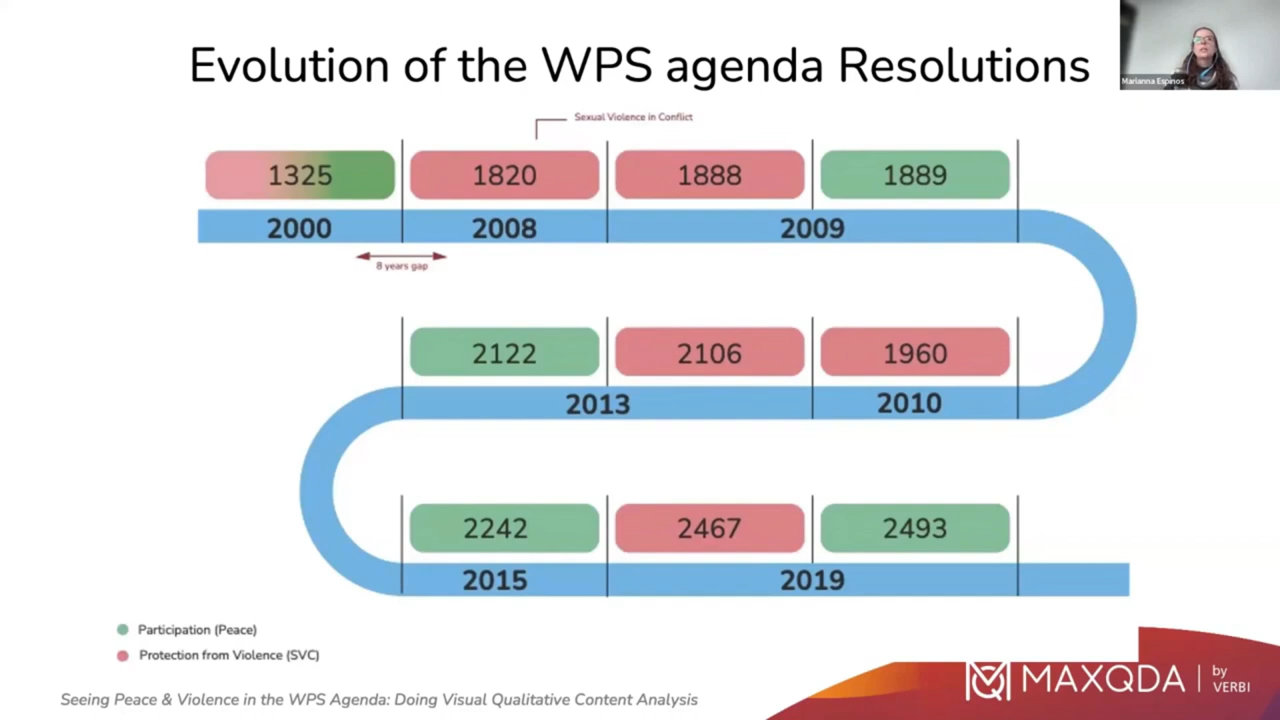 Evolution of the WPS agenda Resolutions
Marianna Espinos
Sexual Violence in Conflict
1325
1820
1888
1889
2000
2008
2009
8 years gap
2122
2106
1960
2013
2010
2242
2467
2493
2015
2019
Participation (Peace)
Protection from Violence (SVC)
Seeing Peace & Violence in the WPS Agenda: Doing Visual Qualitative Content Analysis
MAXQDA
by
VERBI